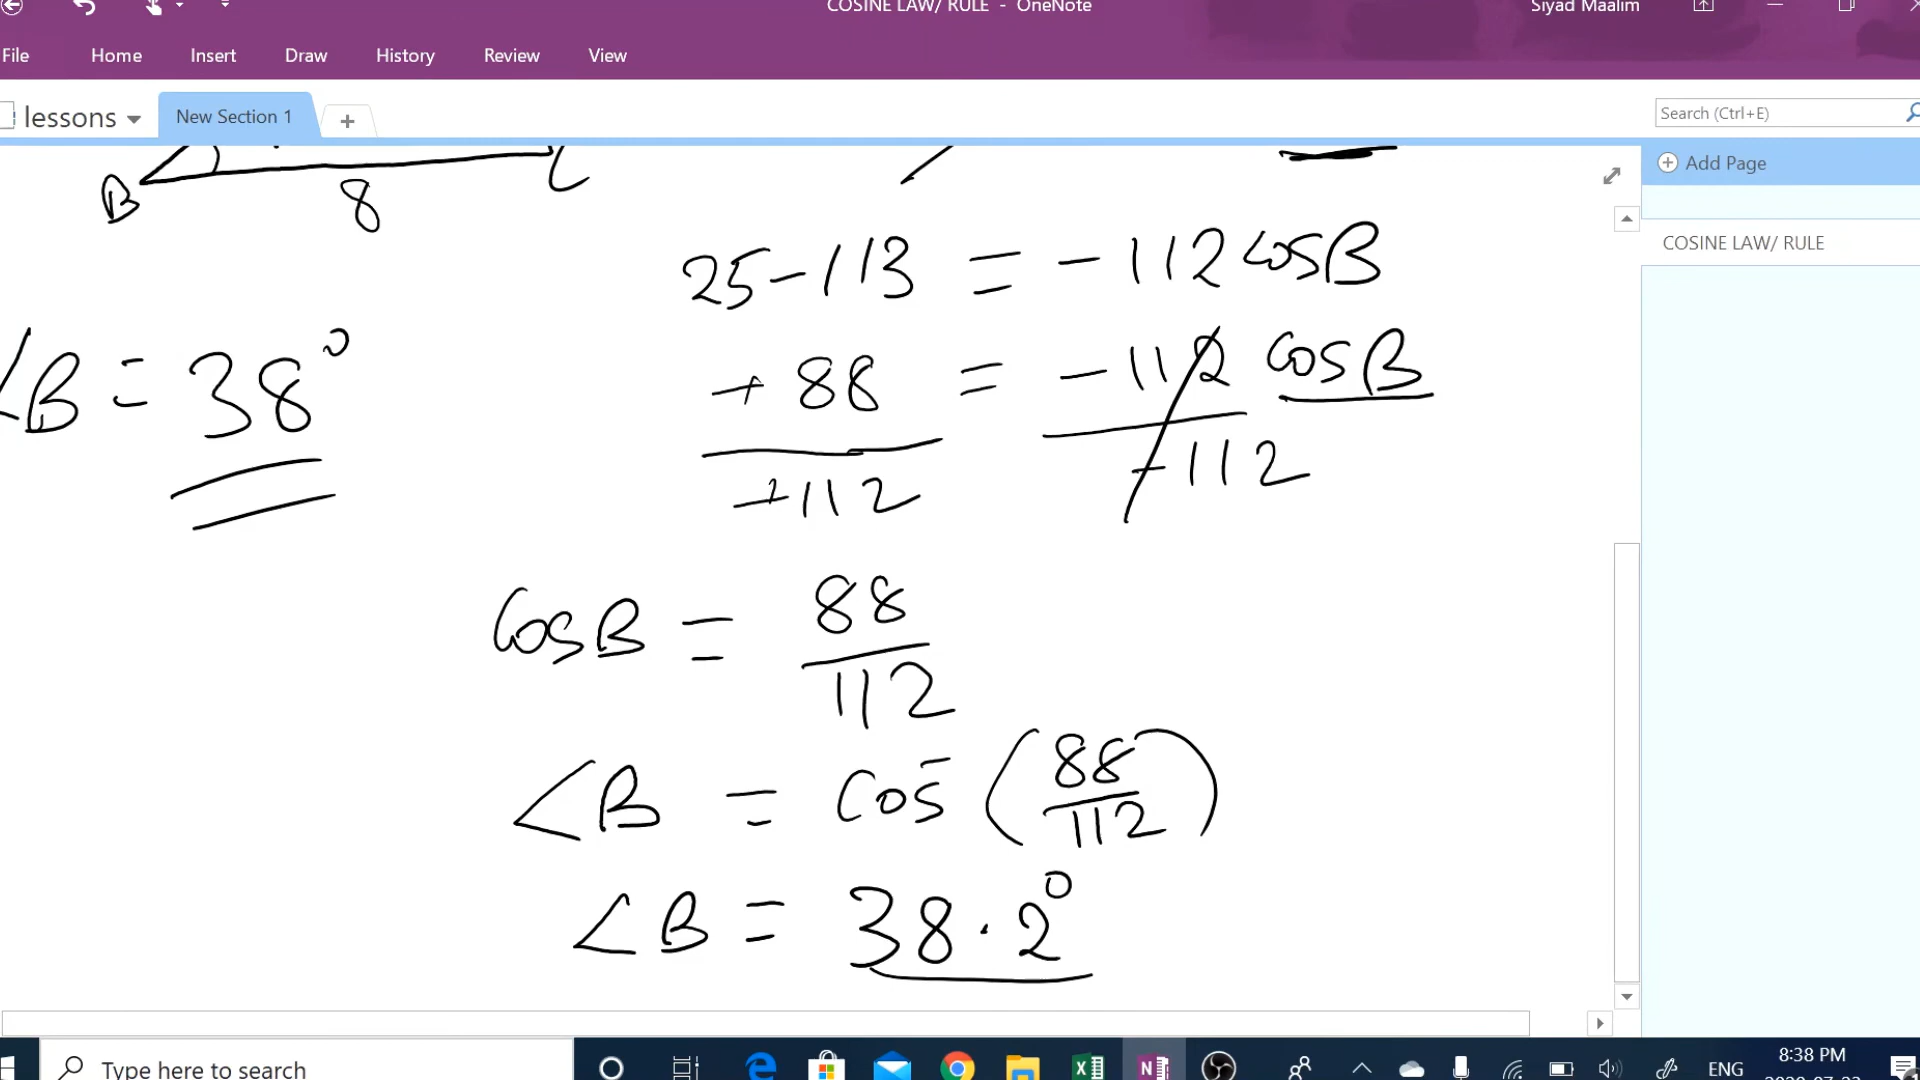 COSINE LAW/ RULE - OneNote
Siyad Maalim
File Home Insert Draw History Review View
lessons
New Section 1
+
Search (Ctrl+E)
Add Page
COSINE LAW/ RULE
B 8 C
25 - 113 = - 112 cosB
+ 88 = - 112 cosB
+112 -112
<B = 38°
CosB = 88
112
<B = Cos⁻ (88
112)
<B = 38.2°
Type here to search
ENG
8:38 PM